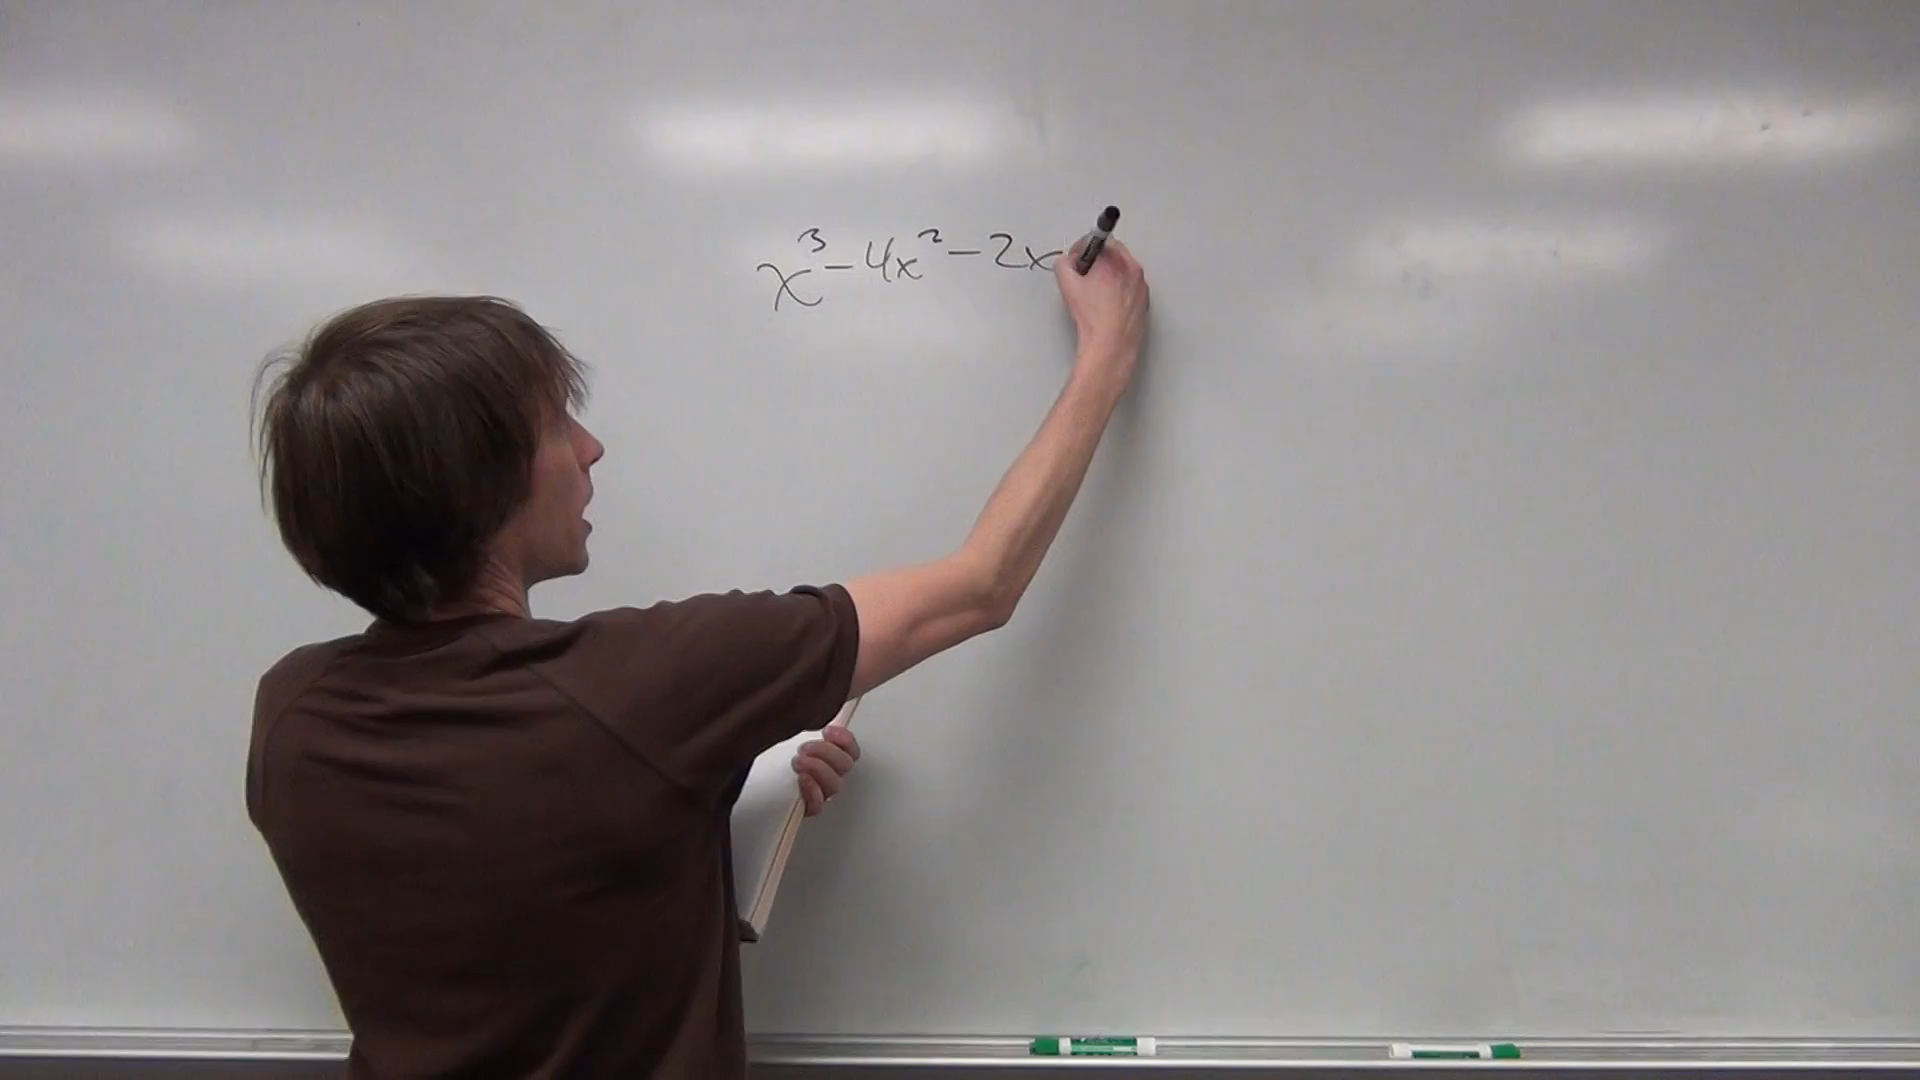 x³ - 4x² - 2x